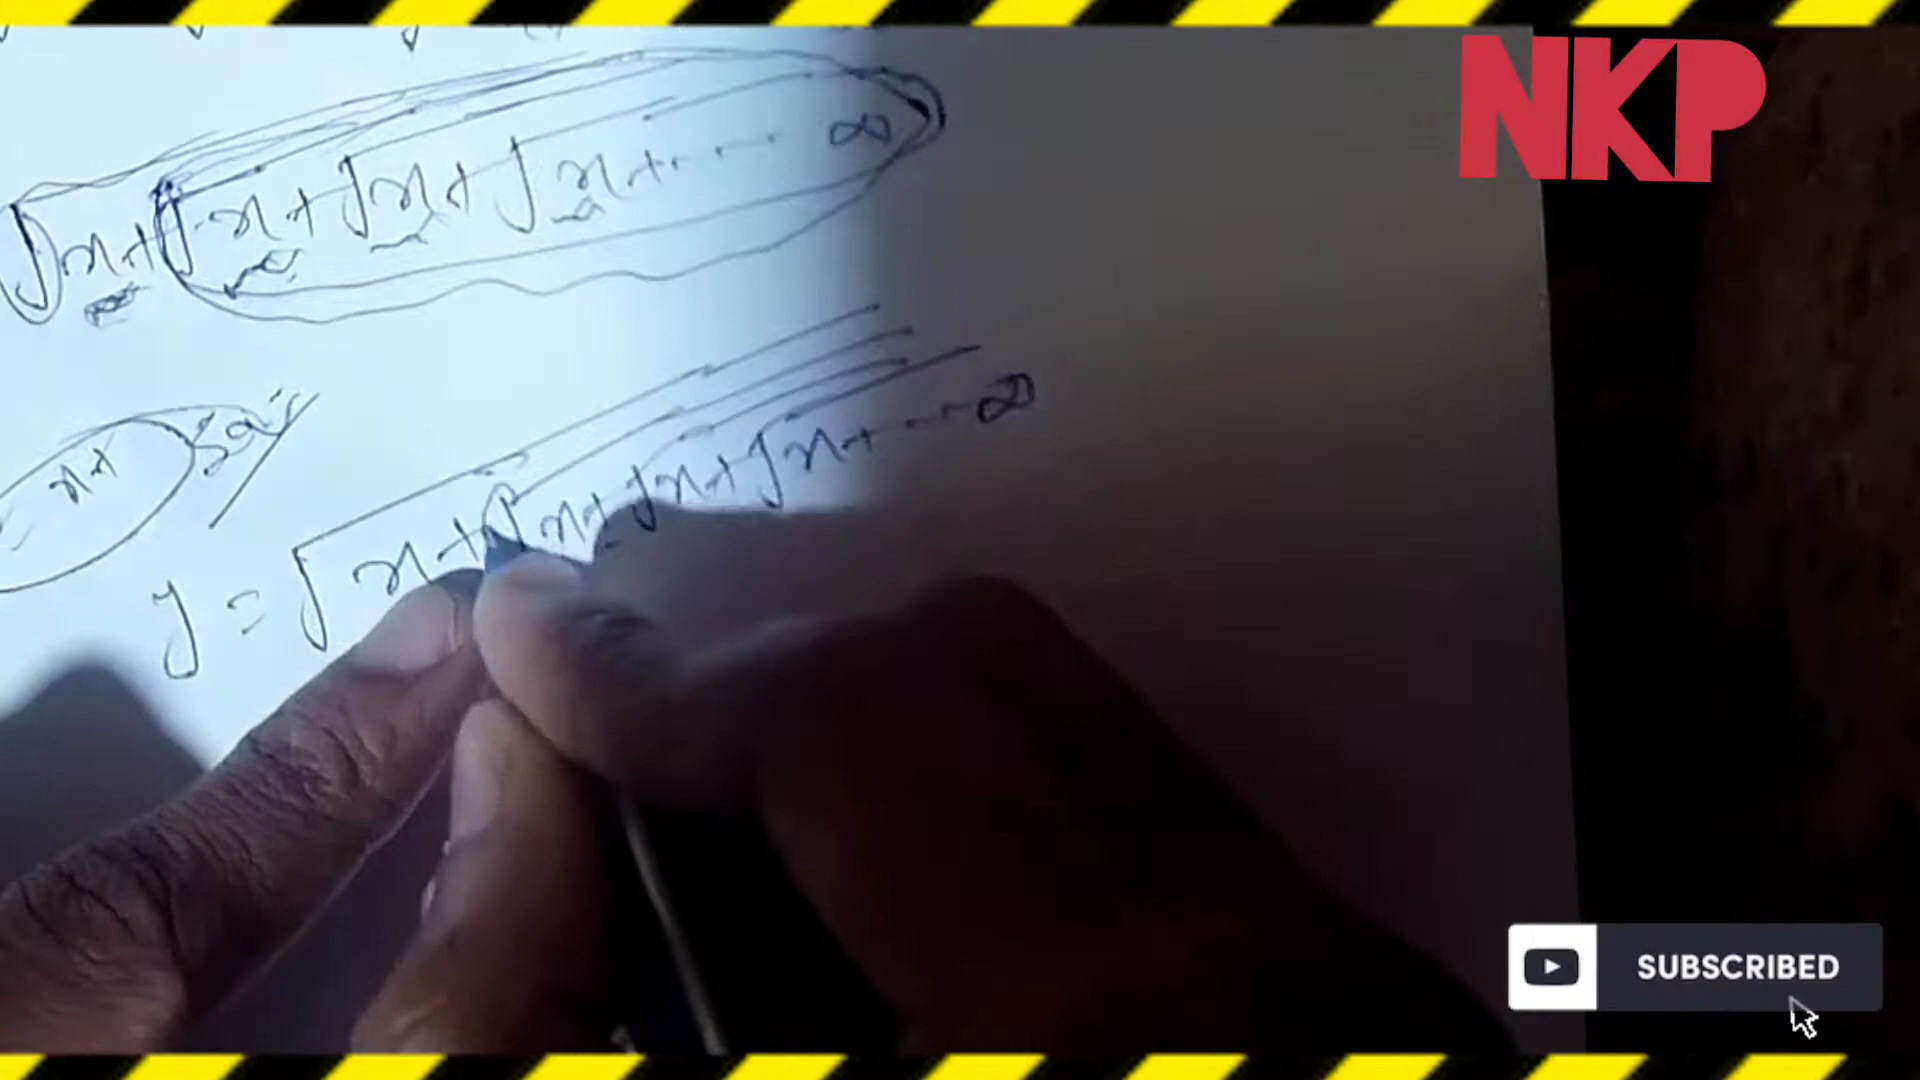 NKP
√x+√x+√x+√x+.... ∞
x+
y = √x+√x+√x+√x+....∞
SUBSCRIBED